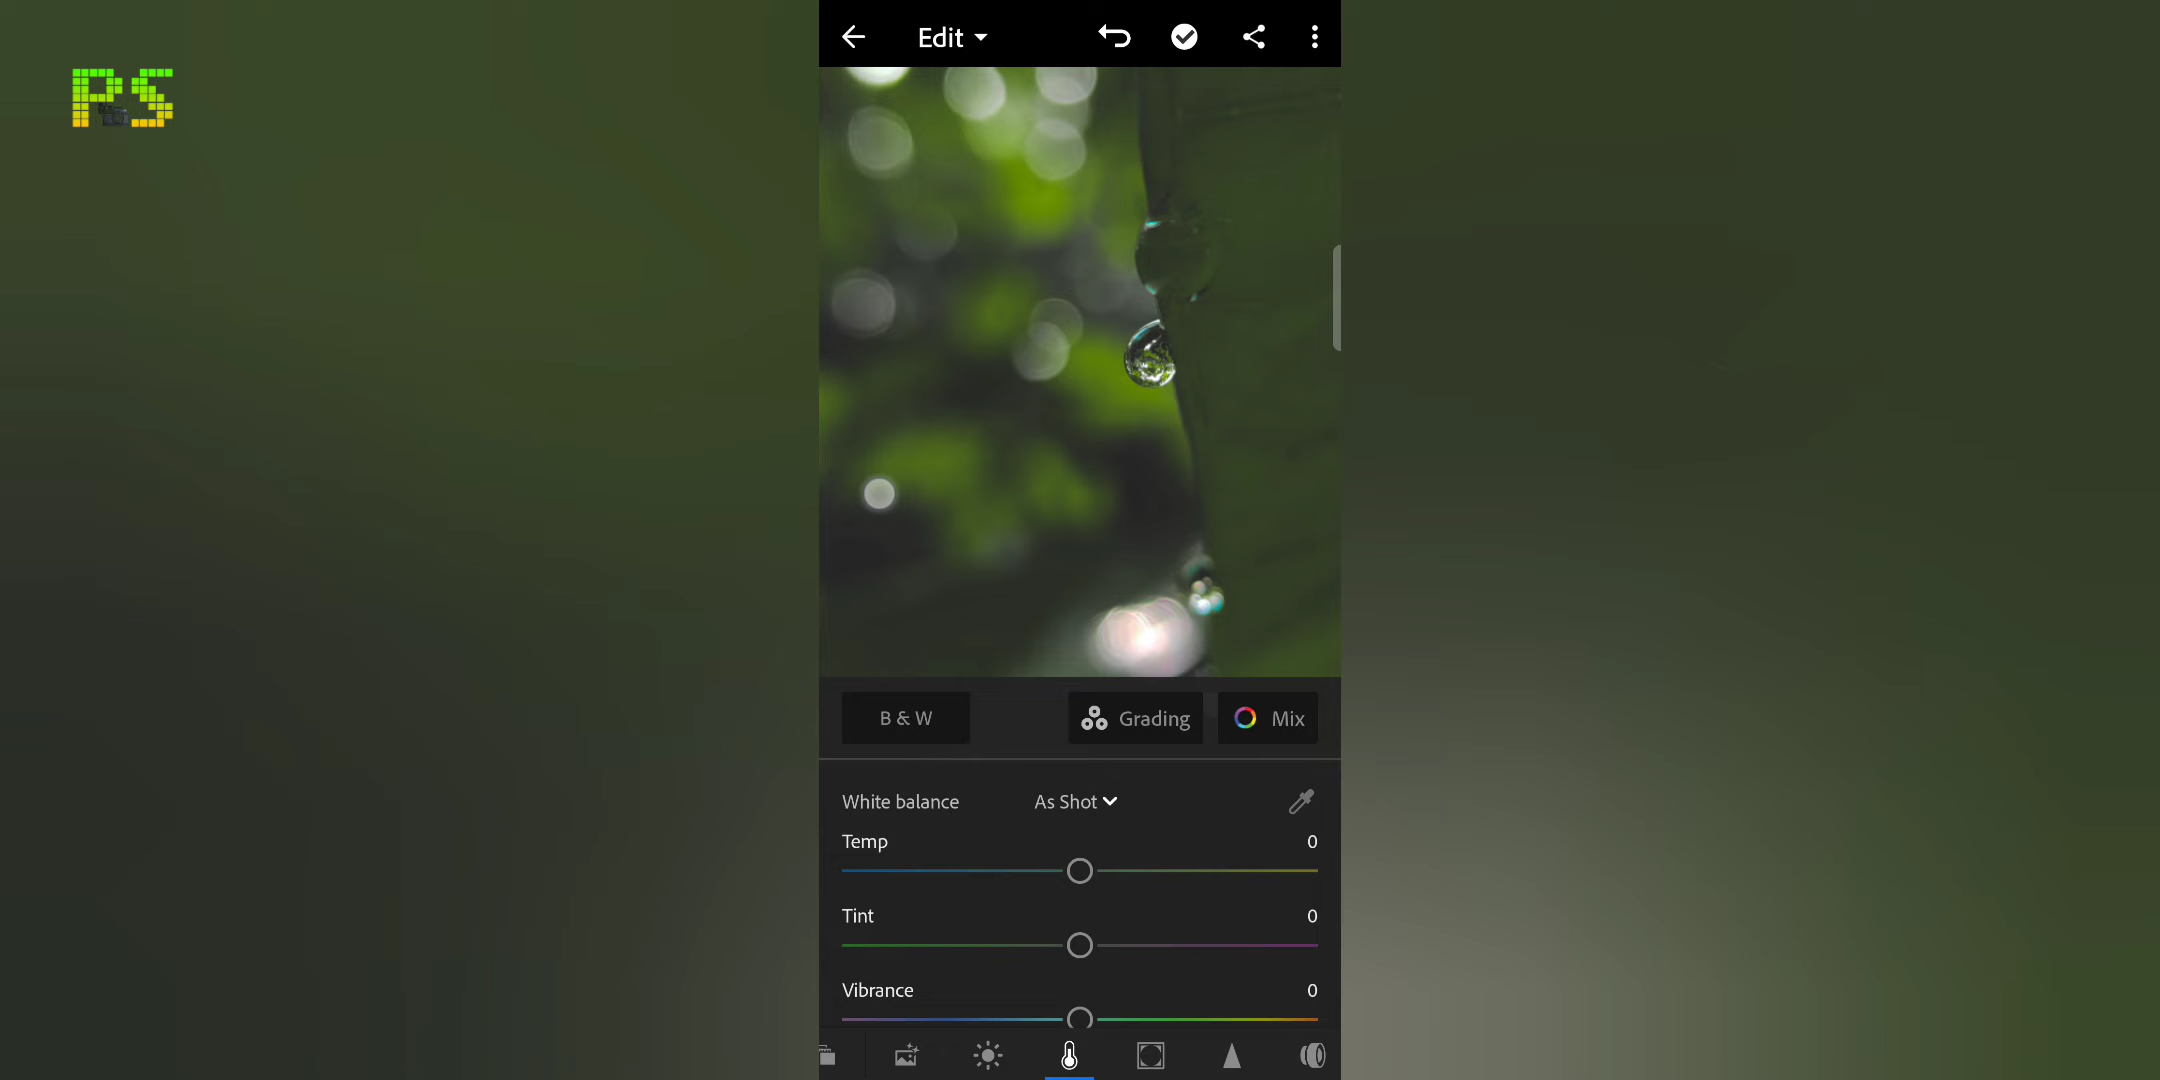 PS
Edit
B & W
Grading
Mix
White balance
As Shot
Temp
0
Tint
0
Vibrance
0